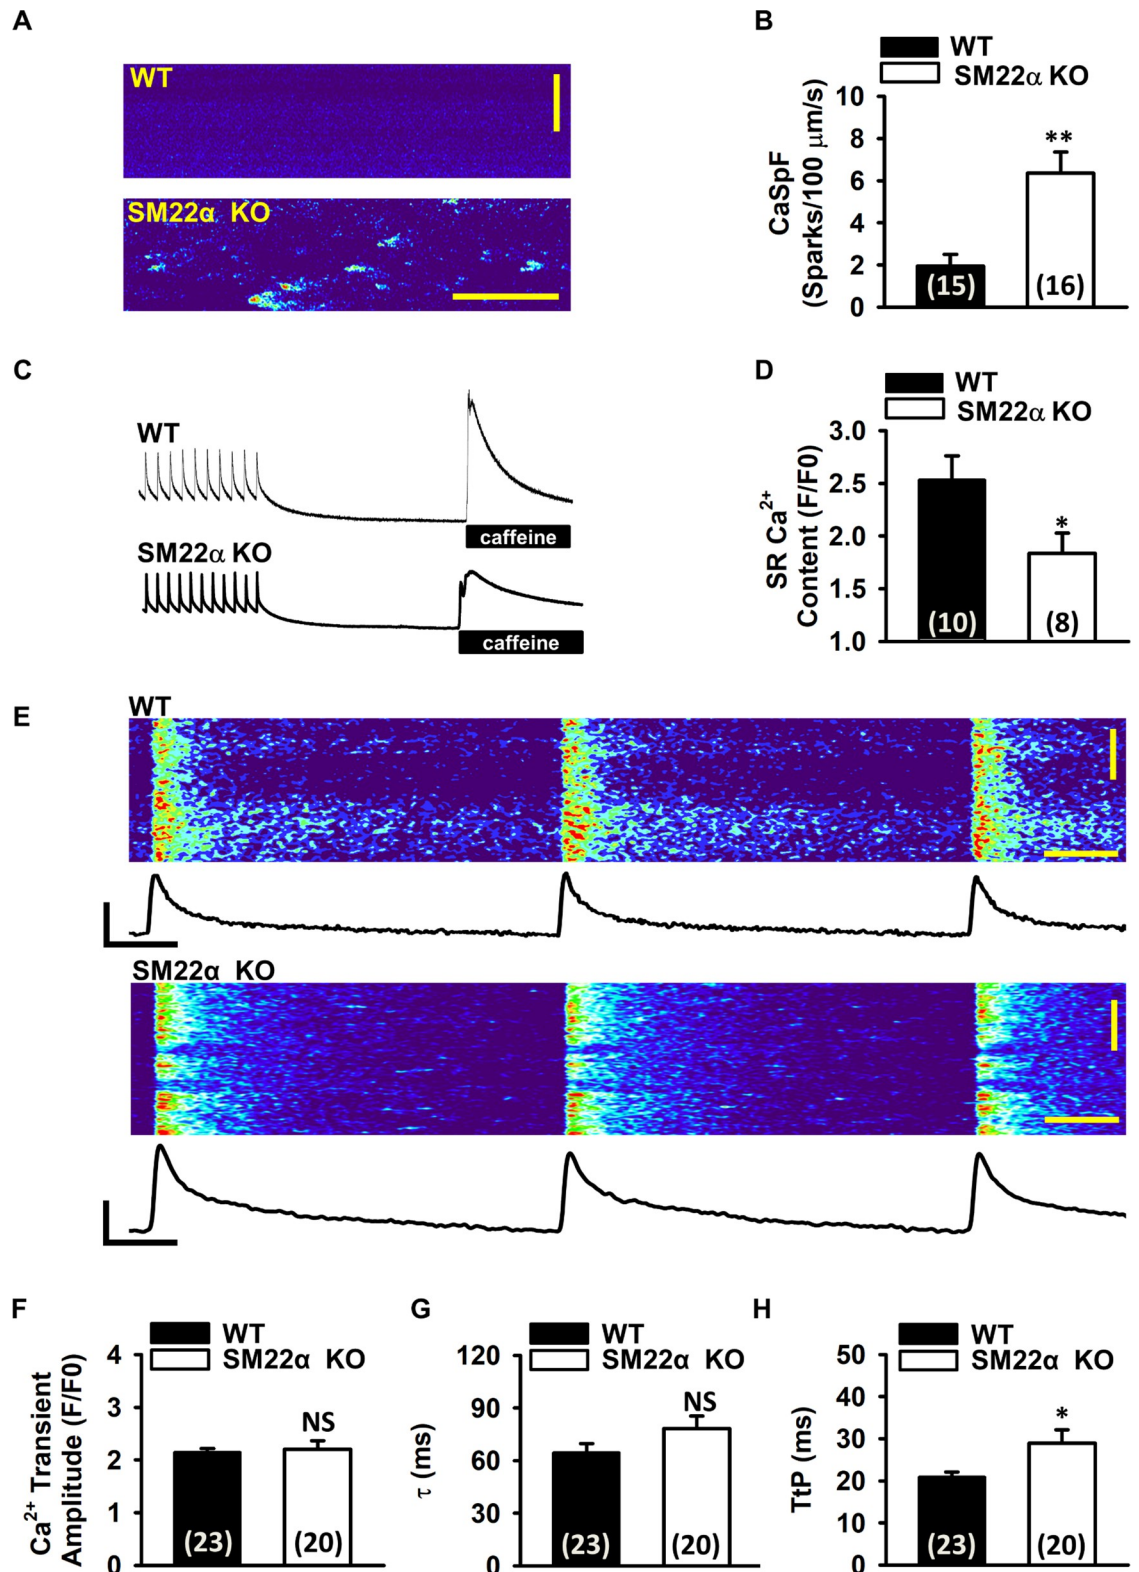 A
WT
SM22α KO
B
WT
SM22α KO
CaSpF
(Sparks/100 μm/s)
10
8
6
4
2
0
**
(15)
(16)
C
WT
caffeine
SM22α KO
caffeine
D
WT
SM22α KO
SR Ca²⁺
Content (F/F0)
3.0
2.5
2.0
1.5
1.0
*
(10)
(8)
E
WT
SM22α KO
F
WT
SM22α KO
Ca²⁺ Transient
Amplitude (F/F0)
4
3
2
1
0
NS
(23)
(20)
G
WT
SM22α KO
τ (ms)
120
90
60
30
0
NS
(23)
(20)
H
WT
SM22α KO
TtP (ms)
50
40
30
20
10
0
*
(23)
(20)